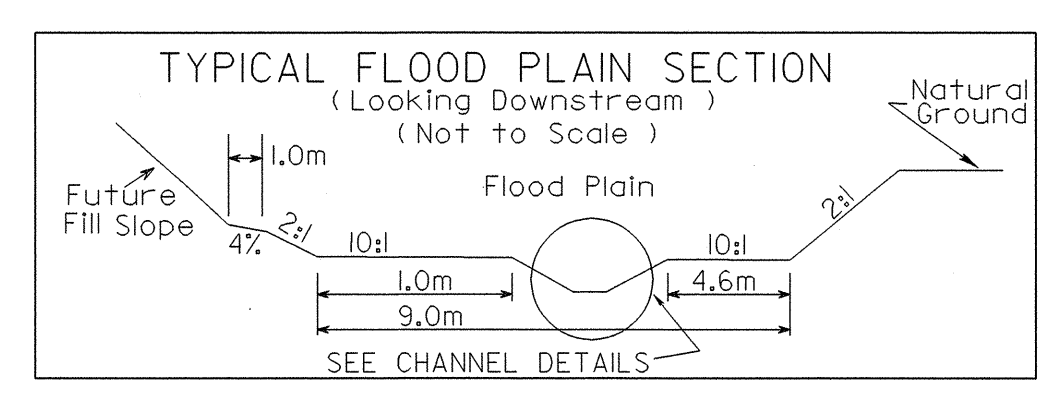 TYPICAL FLOOD PLAIN SECTION
(Looking Downstream)
(Not to Scale)
Natural
Ground
1.0m
Flood Plain
Future
Fill Slope
4%
2:1
10:1
10:1
2:1
1.0m
4.6m
9.0m
SEE CHANNEL DETAILS